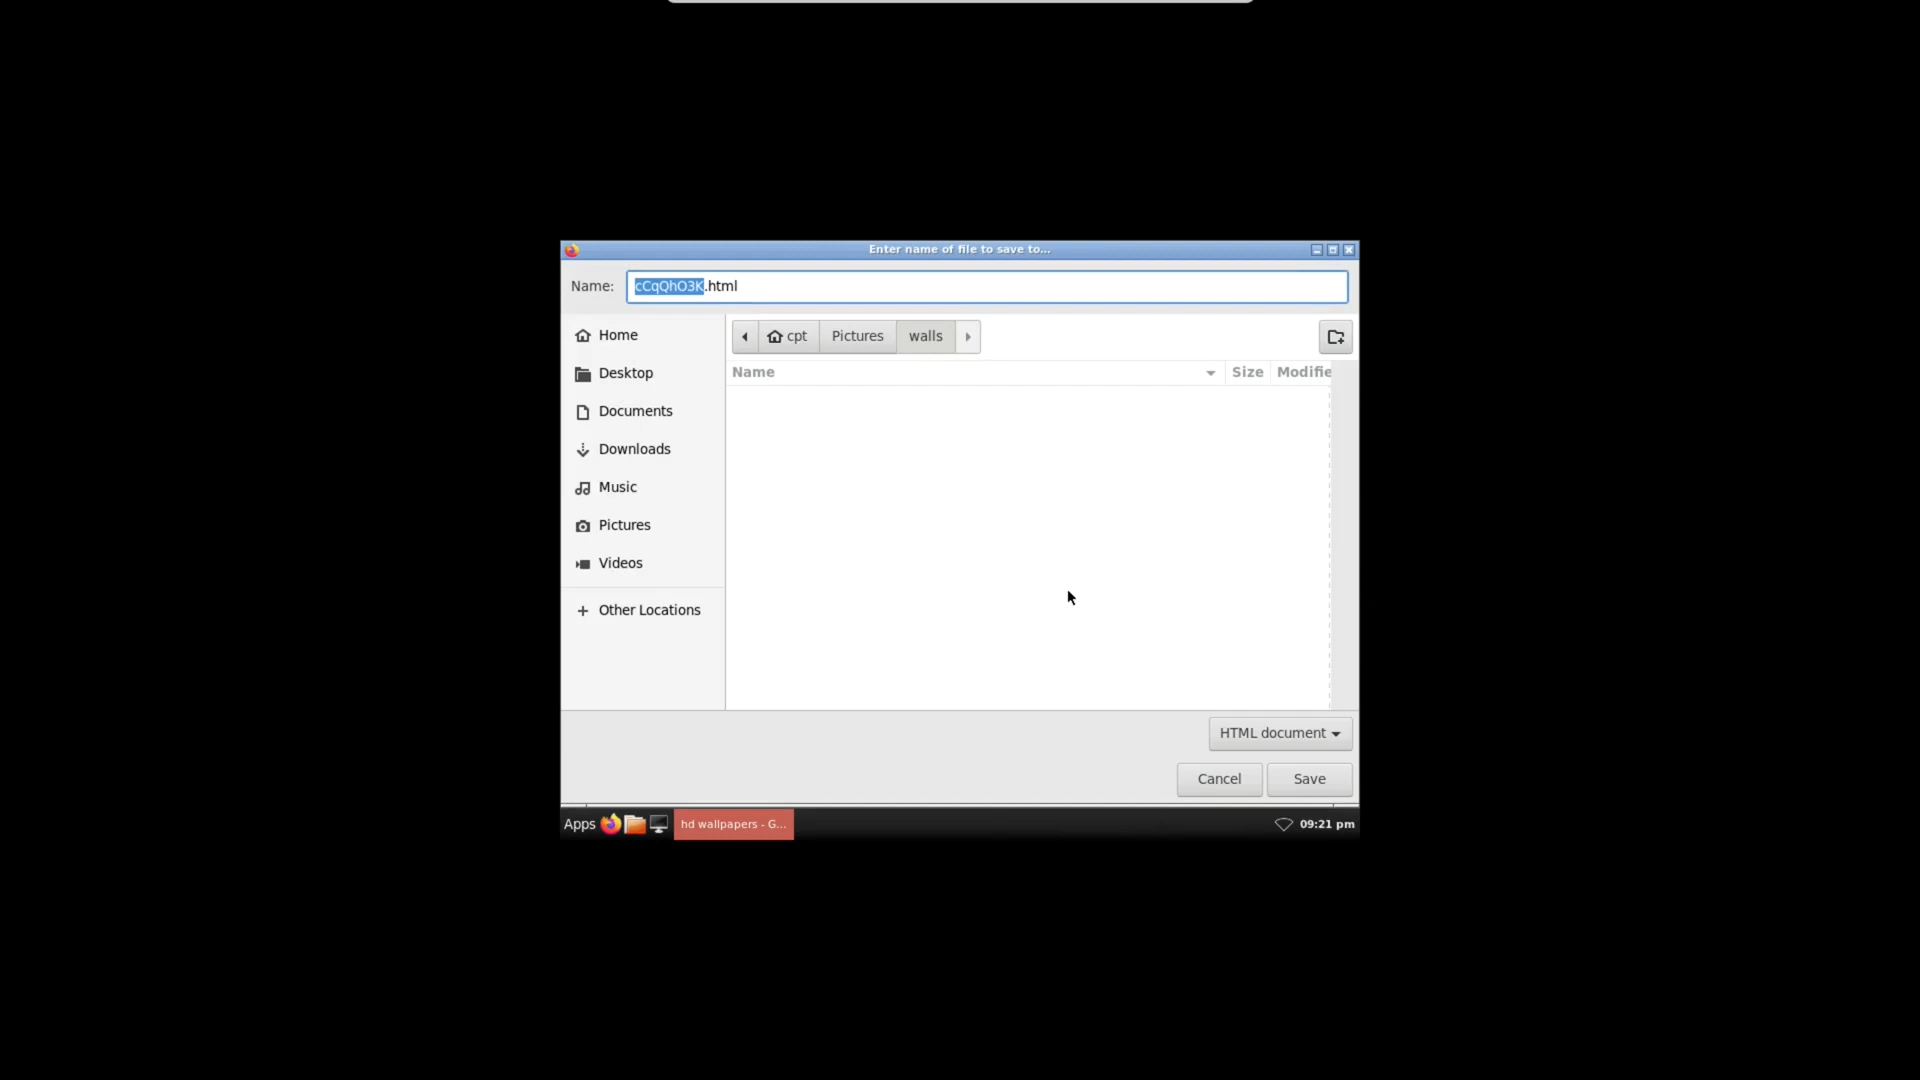 Enter name of file to save to...
Name: cCqQhO3K.html
Home
Desktop
Documents
Downloads
Music
Pictures
Videos
Other Locations
cpt Pictures walls
Name Size Modifie
HTML document
Cancel Save
Apps hd wallpapers - G... 09:21 pm